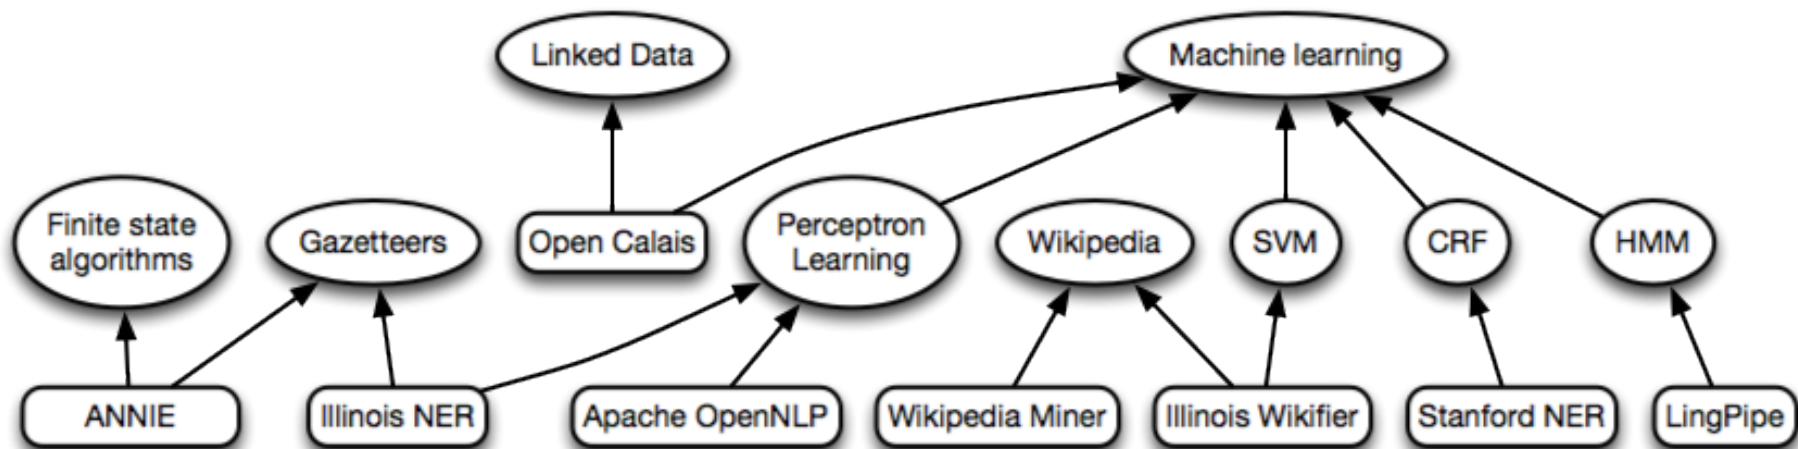 Linked Data
Machine learning
Finite state
algorithms
Gazetteers
Open Calais
Perceptron
Learning
Wikipedia
SVM
CRF
HMM
ANNIE
Illinois NER
Apache OpenNLP
Wikipedia Miner
Illinois Wikifier
Stanford NER
LingPipe